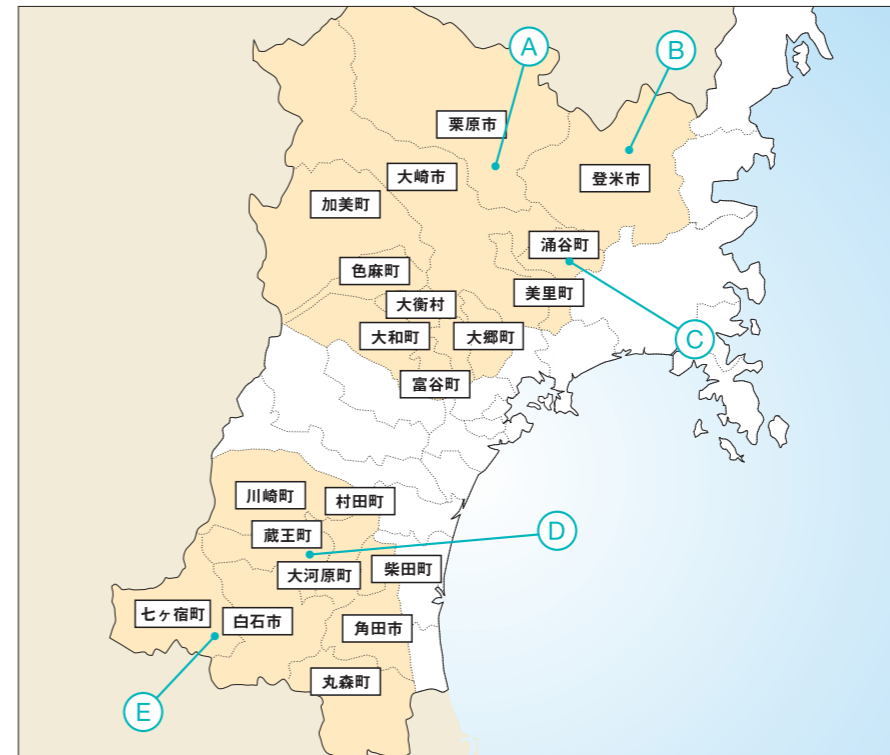 A
B
栗原市
大崎市
登米市
加美町
涌谷町
色麻町
美里町
大衡村
大和町
大郷町
C
富谷町
川崎町
村田町
蔵王町
D
大河原町
柴田町
七ヶ宿町
白石市
角田市
丸森町
E